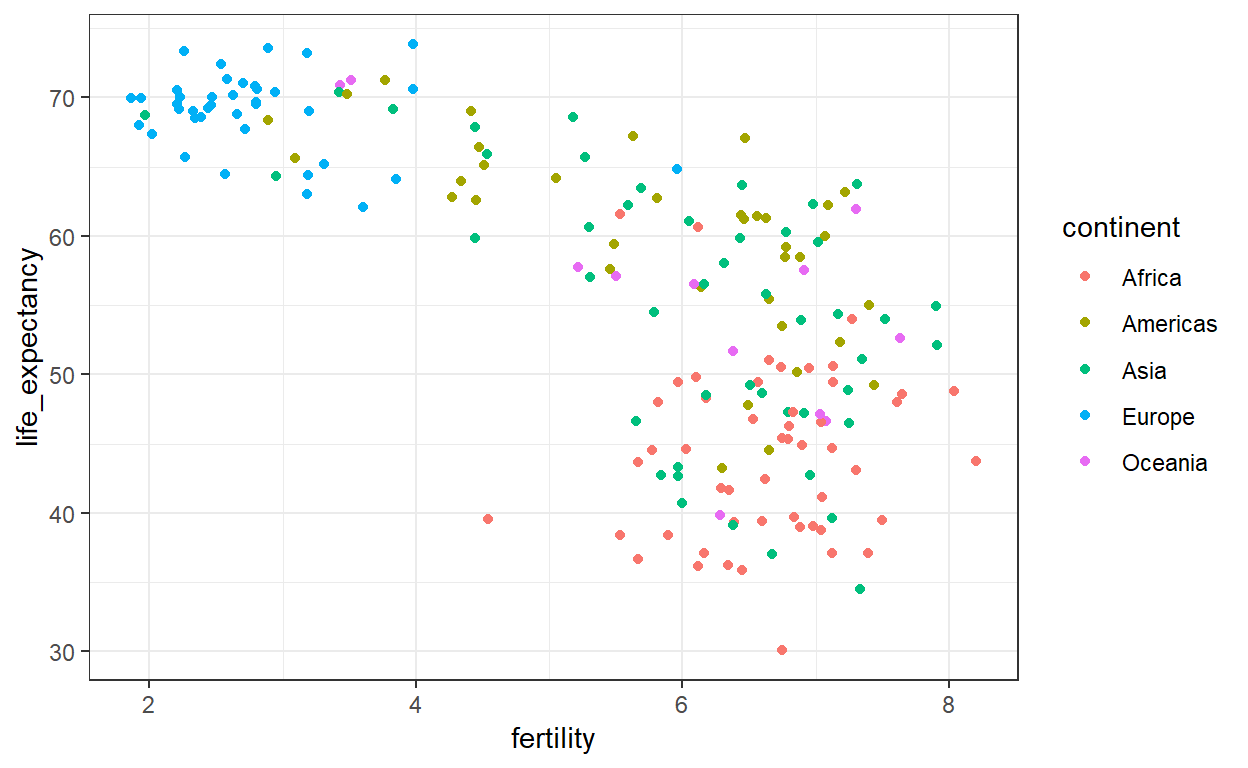 70
60
50
40
30
life_expectancy
2 4 6 8
fertility
continent
Africa
Americas
Asia
Europe
Oceania